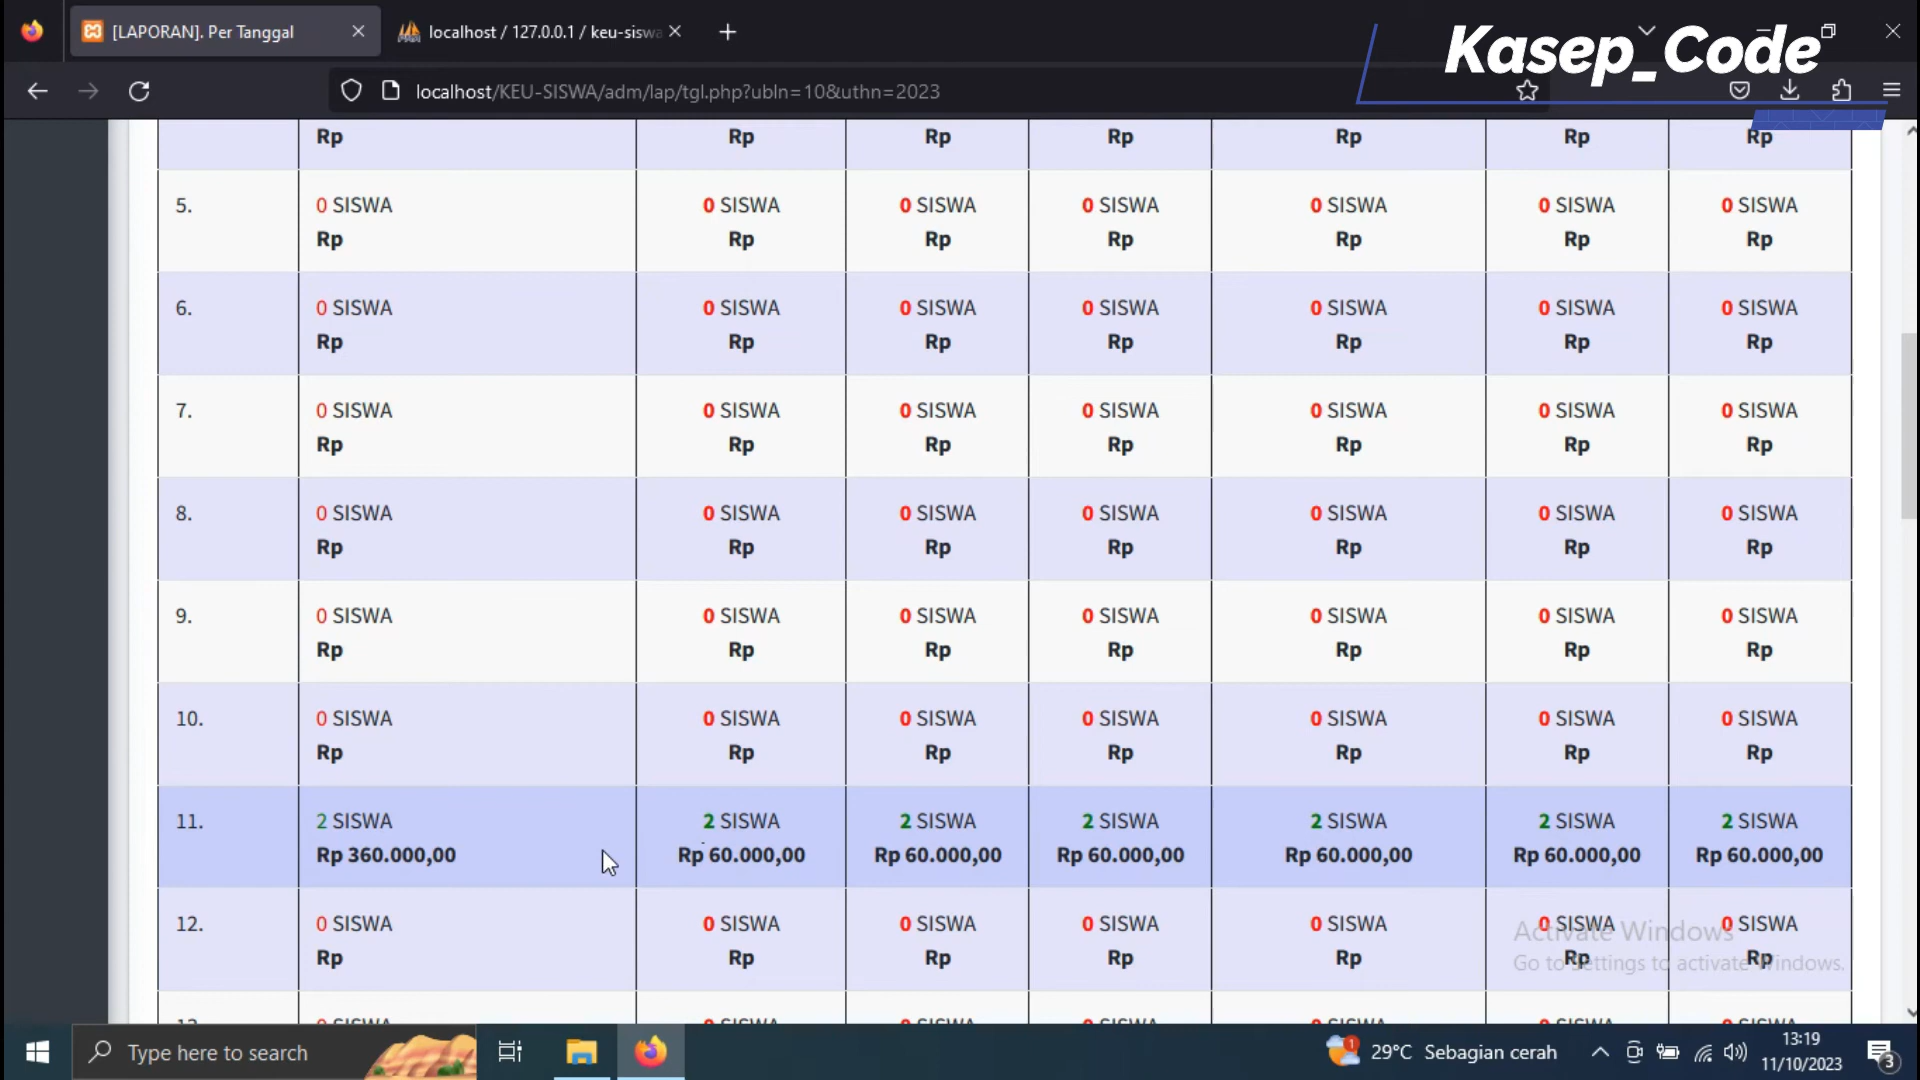 [LAPORAN]. Per Tanggal
localhost / 127.0.0.1 / keu-siswa
Kasep_Code
localhost/KEU-SISWA/adm/lap/tgl.php?ubln=10&uthn=2023
Rp Rp Rp Rp Rp Rp Rp
5. 0 SISWA 0 SISWA 0 SISWA 0 SISWA 0 SISWA 0 SISWA 0 SISWA
Rp Rp Rp Rp Rp Rp Rp
6. 0 SISWA 0 SISWA 0 SISWA 0 SISWA 0 SISWA 0 SISWA 0 SISWA
Rp Rp Rp Rp Rp Rp Rp
7. 0 SISWA 0 SISWA 0 SISWA 0 SISWA 0 SISWA 0 SISWA 0 SISWA
Rp Rp Rp Rp Rp Rp Rp
8. 0 SISWA 0 SISWA 0 SISWA 0 SISWA 0 SISWA 0 SISWA 0 SISWA
Rp Rp Rp Rp Rp Rp Rp
9. 0 SISWA 0 SISWA 0 SISWA 0 SISWA 0 SISWA 0 SISWA 0 SISWA
Rp Rp Rp Rp Rp Rp Rp
10. 0 SISWA 0 SISWA 0 SISWA 0 SISWA 0 SISWA 0 SISWA 0 SISWA
Rp Rp Rp Rp Rp Rp Rp
11. 2 SISWA 2 SISWA 2 SISWA 2 SISWA 2 SISWA 2 SISWA 2 SISWA
Rp 360.000,00 Rp 60.000,00 Rp 60.000,00 Rp 60.000,00 Rp 60.000,00 Rp 60.000,00 Rp 60.000,00
12. 0 SISWA 0 SISWA 0 SISWA 0 SISWA 0 SISWA 0 SISWA 0 SISWA
Rp Rp Rp Rp Rp Rp Rp
Activate Windows
Go to Settings to activate Windows.
Type here to search
1
29°C Sebagian cerah
13:19
11/10/2023
3